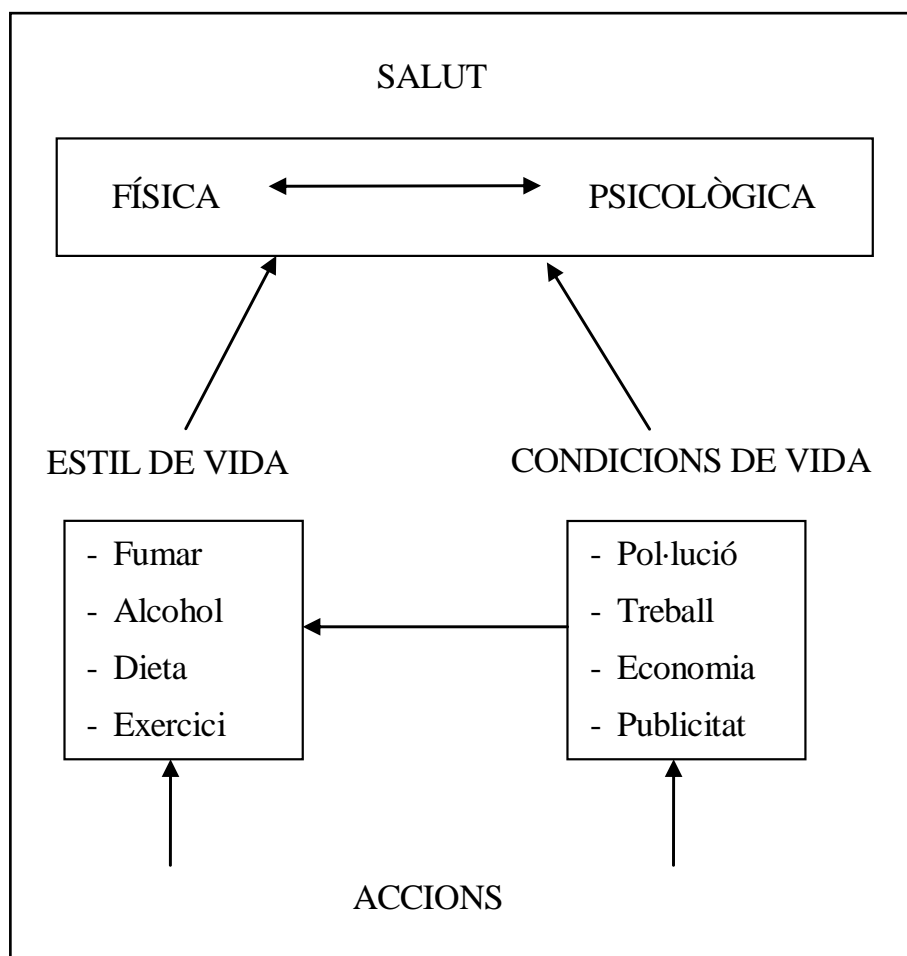 SALUT
FÍSICA PSICOLÒGICA
ESTIL DE VIDA CONDICIONS DE VIDA
- Fumar
- Alcohol
- Dieta
- Exercici
- Pol·lució
- Treball
- Economia
- Publicitat
ACCIONS